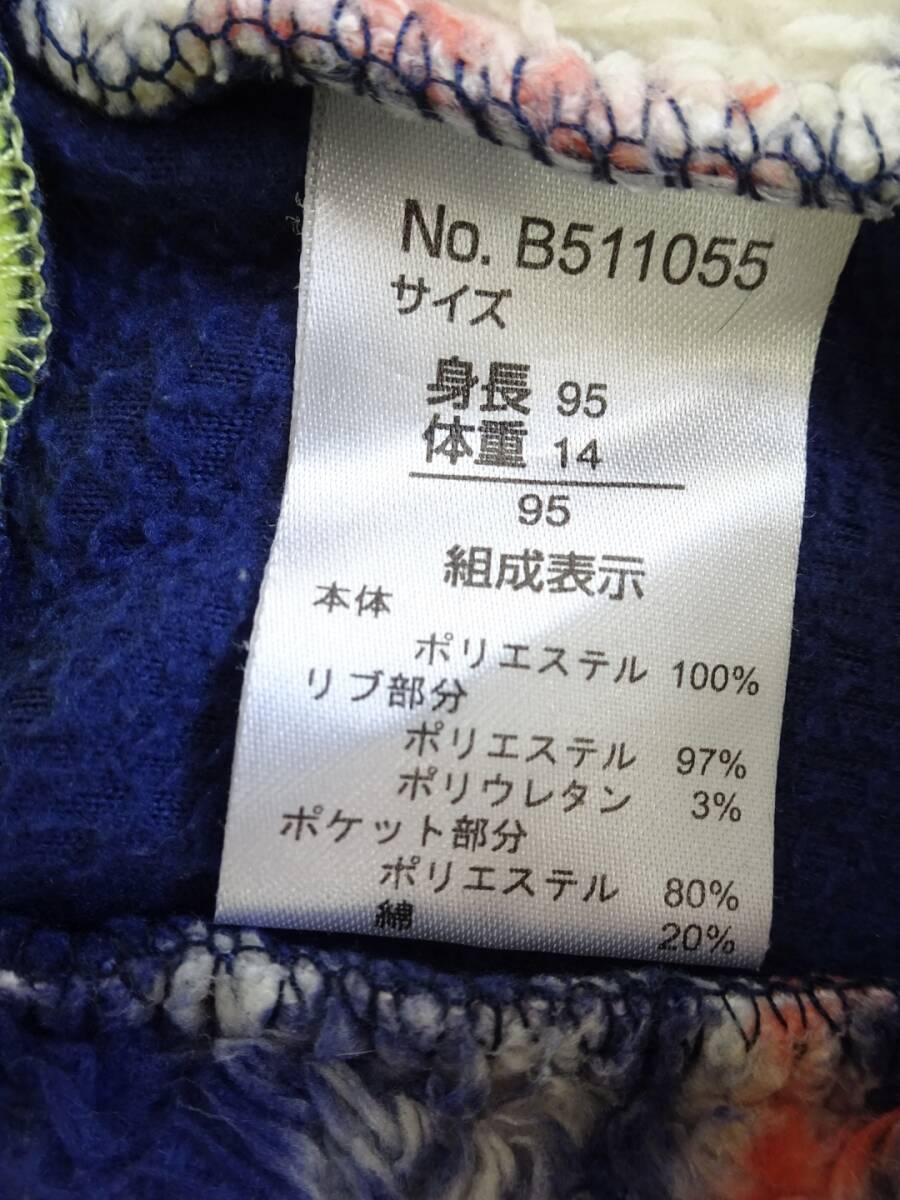 No. B511055
サイズ
身長 95
体重 14
95
組成表示
本体
ポリエステル 100%
リブ部分
ポリエステル 97%
ポリウレタン 3%
ポケット部分
ポリエステル 80%
綿 20%